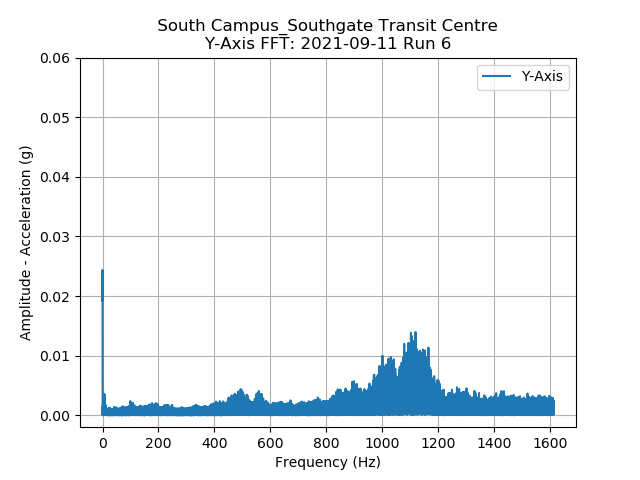 South Campus_Southgate Transit Centre
Y-Axis FFT: 2021-09-11 Run 6
Y-Axis
0.06
0.05
0.04
0.03
0.02
0.01
0.00
Amplitude - Acceleration (g)
0 200 400 600 800 1000 1200 1400 1600
Frequency (Hz)